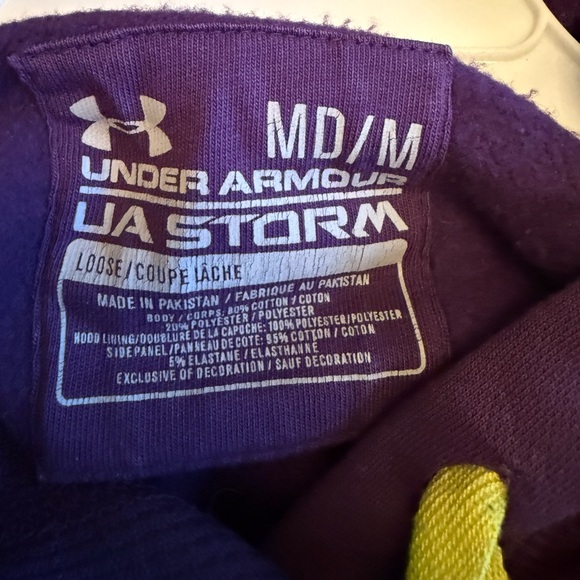 MD/M
UNDER ARMOUR
UA STORM
LOOSE/COUPE LÂCHE
MADE IN PAKISTAN / FABRIQUE AU PAKISTAN
BODY / CORPS: 80% COTTON / COTON
20% POLYESTER / POLYESTER
HOOD LINING/DOUBLURE DE LA CAPOCHE: 100% POLYESTER/POLYESTER
SIDE PANEL / PANNEAU DE COTE: 95% COTTON / COTON
5% ELASTANE / ELASTHANNE
EXCLUSIVE OF DECORATION / SAUF DECORATION